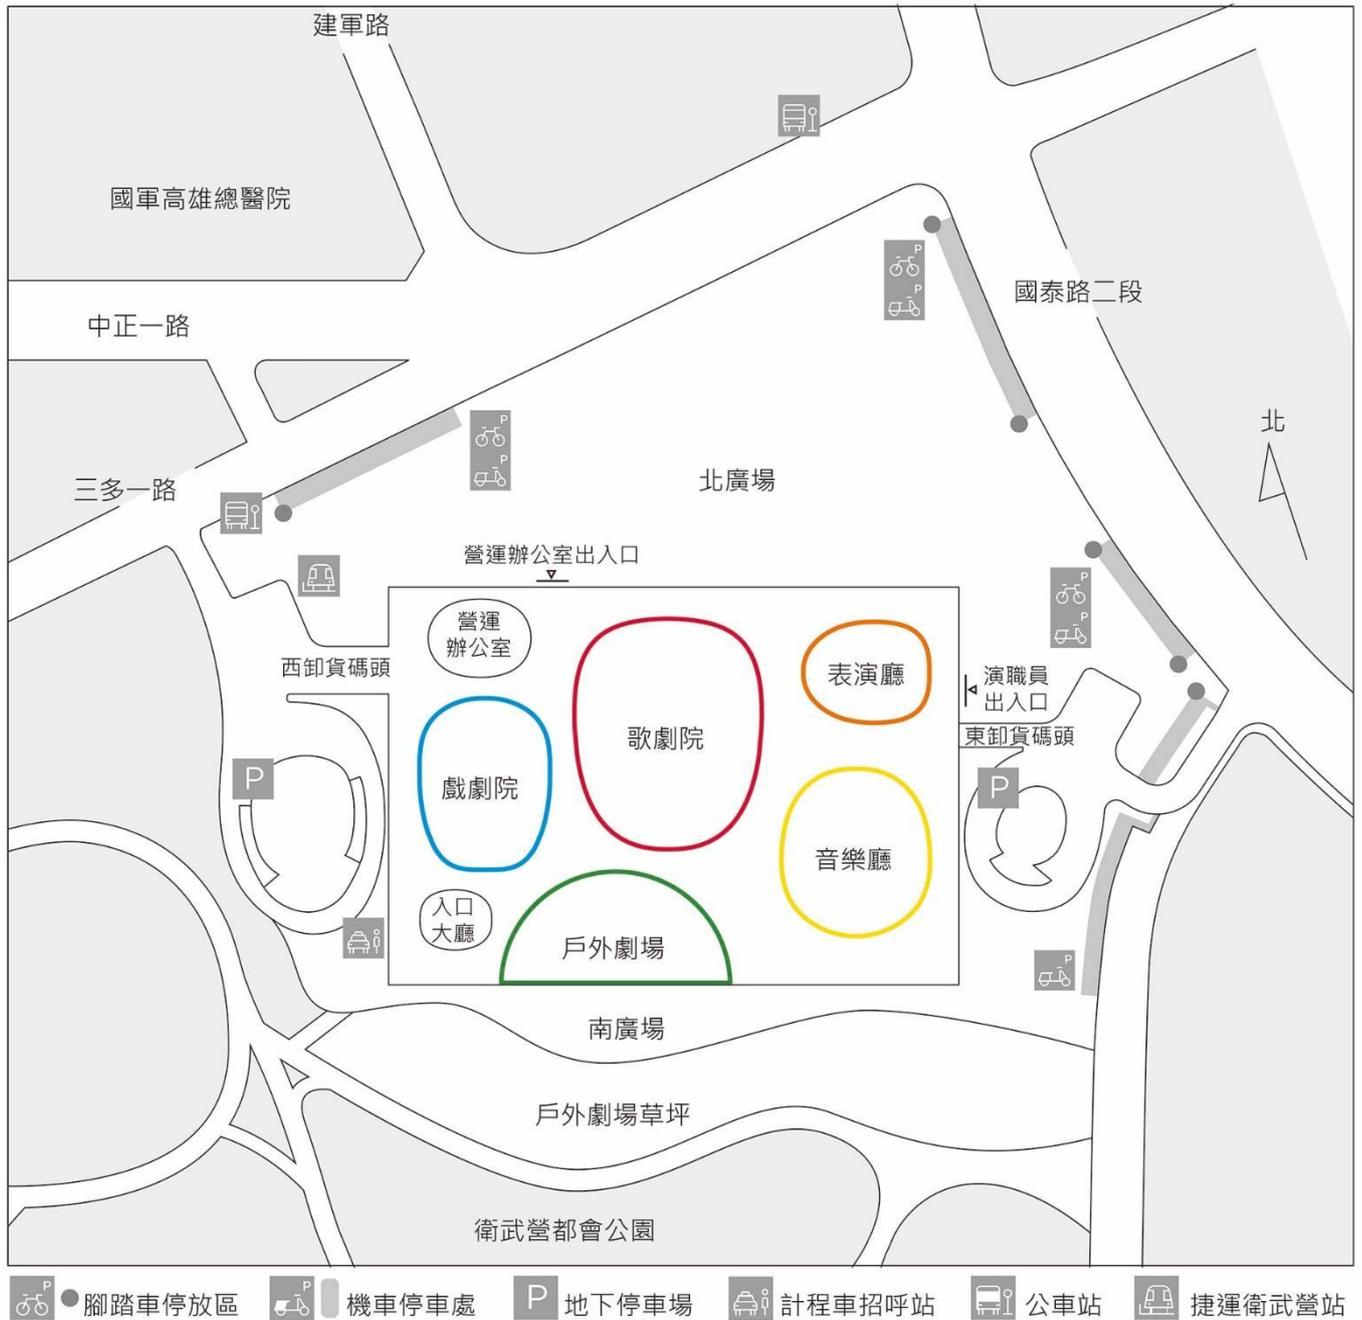 建軍路
國軍高雄總醫院
國泰路二段
中正一路
北
三多一路
北廣場
營運辦公室出入口
營運
辦公室
西卸貨碼頭
表演廳
演職員
出入口
東卸貨碼頭
歌劇院
戲劇院
P
P
音樂廳
入口
大廳
戶外劇場
南廣場
戶外劇場草坪
衛武營都會公園
P 腳踏車停放區
P 機車停車處
P 地下停車場
計程車招呼站
公車站
捷運衛武營站